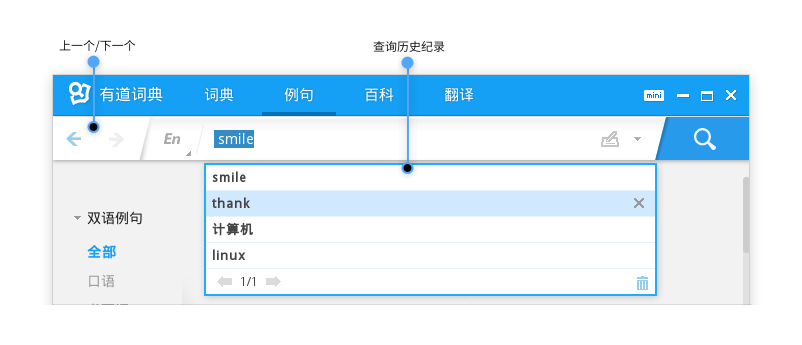 上一个/下一个
查询历史纪录
有道词典 词典 例句 百科 翻译 mini
En smile
smile
thank
双语例句
计算机
全部
linux
口语
1/1